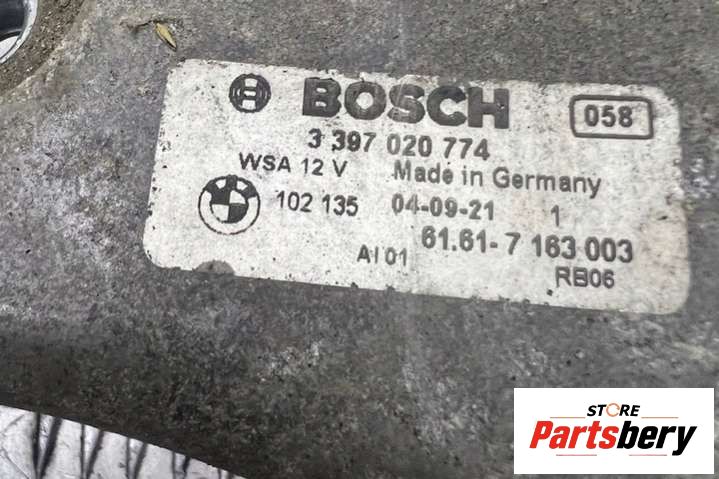 BOSCH 058
3 397 020 774
WSA 12 V Made in Germany
102 135 04-09-21 1
61.61-7 163 003
A/01 RB06
STORE
Partsbery